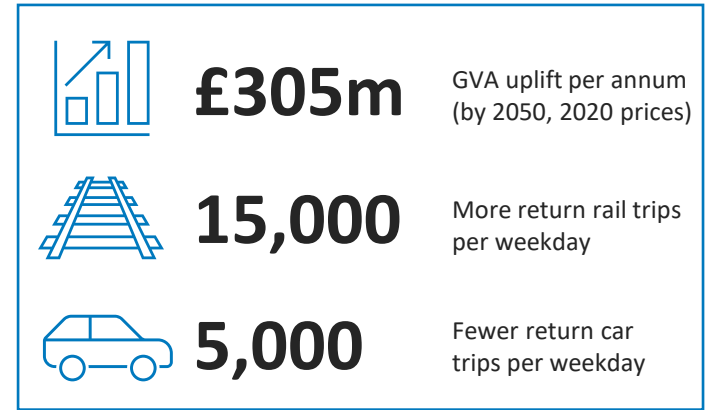 £305m
GVA uplift per annum
(by 2050, 2020 prices)
15,000
More return rail trips
per weekday
5,000
Fewer return car
trips per weekday